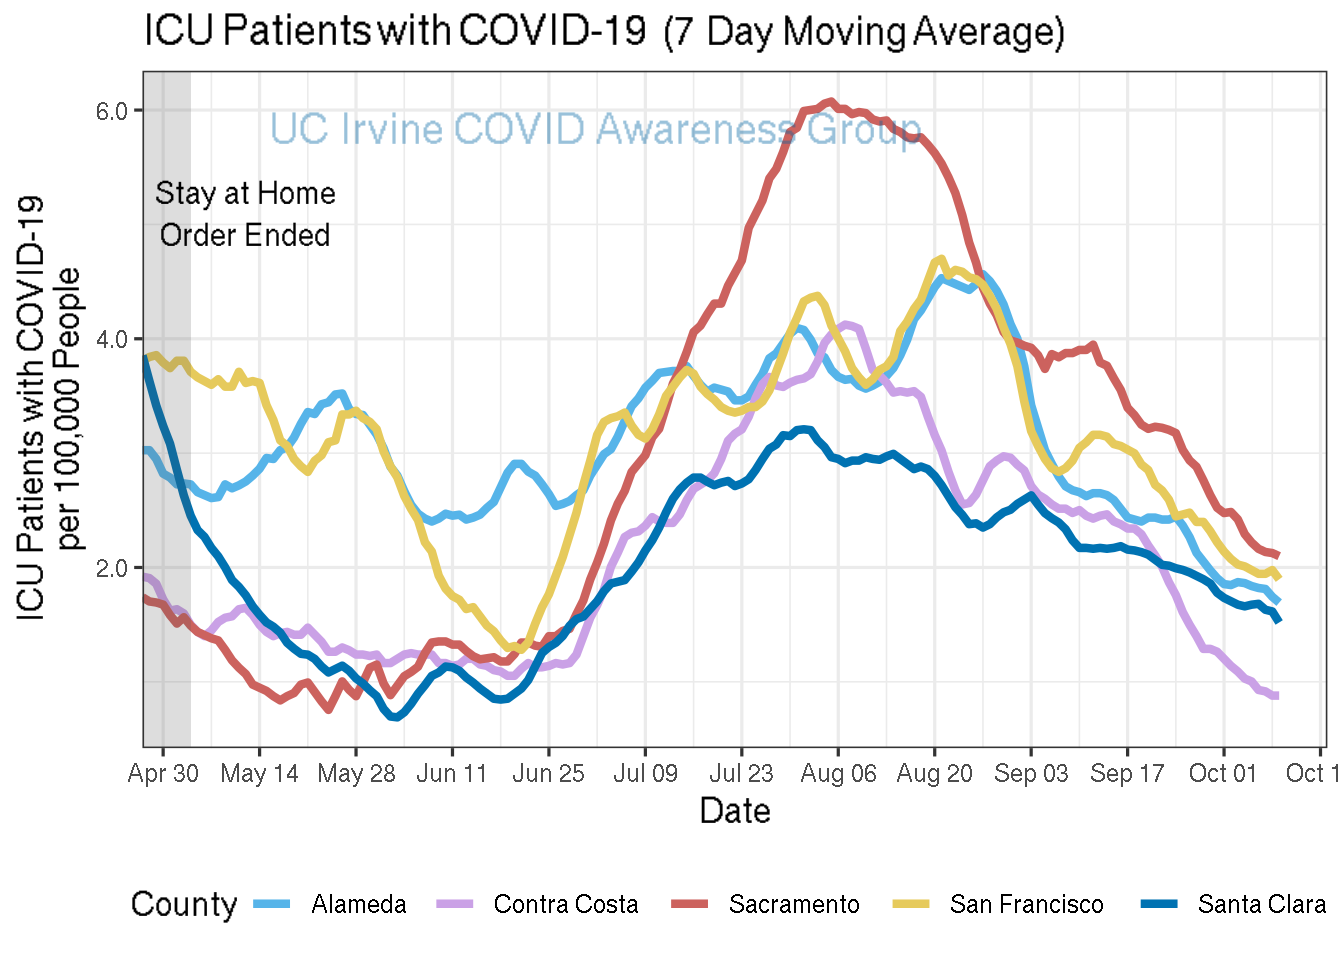 ICU Patients with COVID-19 (7 Day Moving Average)
UC Irvine COVID Awareness Group
Stay at Home
Order Ended
ICU Patients with COVID-19
per 100,000 People
6.0
4.0
2.0
Apr 30 May 14 May 28 Jun 11 Jun 25 Jul 09 Jul 23 Aug 06 Aug 20 Sep 03 Sep 17 Oct 01 Oct 1
Date
County Alameda Contra Costa Sacramento San Francisco Santa Clara